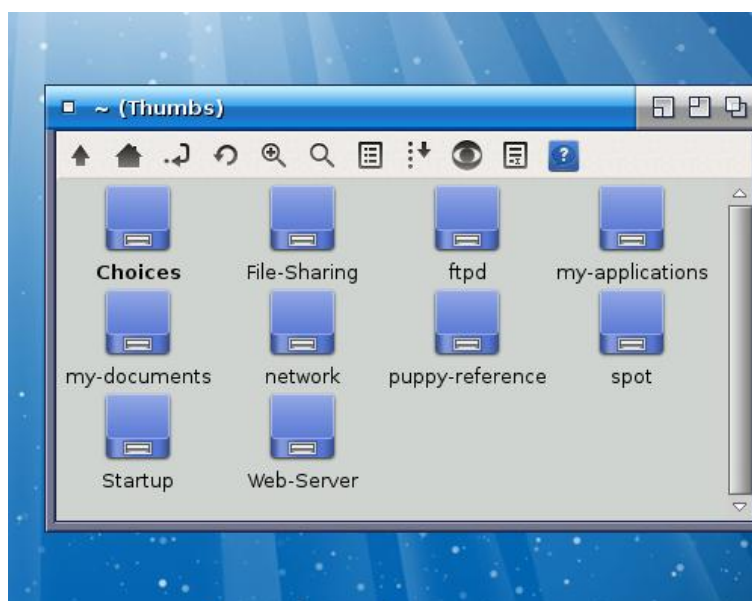 ~ (Thumbs)
?
Choices File-Sharing ftpd my-applications
my-documents network puppy-reference spot
Startup Web-Server